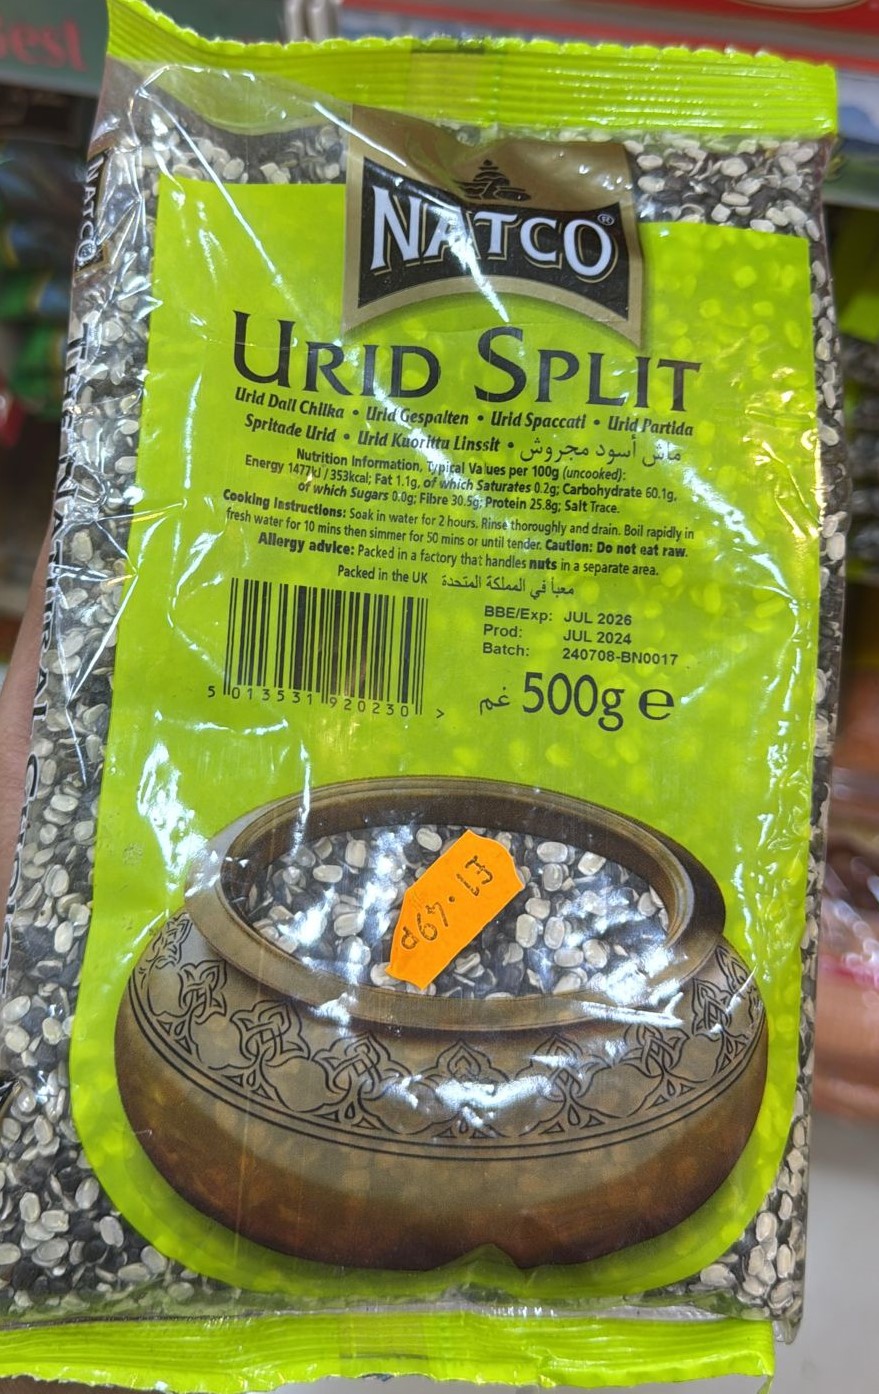 est
NATCO®
NATCO
URID SPLIT
Urid Dall Chilka • Urid Gespalten • Urid Spaccati • Urid Partida
Spritade Urid • Urid Kuorittu Linssit • ماش أسود مجروش
Nutrition Information, Typical Values per 100g (uncooked):
Energy 1477kJ / 353kcal; Fat 1.1g, of which Saturates 0.2g; Carbohydrate 60.1g,
of which Sugars 0.0g; Fibre 30.5g; Protein 25.8g; Salt Trace.
Cooking Instructions: Soak in water for 2 hours. Rinse thoroughly and drain. Boil rapidly in
fresh water for 10 mins then simmer for 50 mins or until tender. Caution: Do not eat raw.
Allergy advice: Packed in a factory that handles nuts in a separate area.
Packed in the UK معبأ في المملكة المتحدة
BBE/Exp: JUL 2026
Prod: JUL 2024
Batch: 240708-BN0017
5 013531 920230 >
غم 500g e
THE NATURAL CHOICE